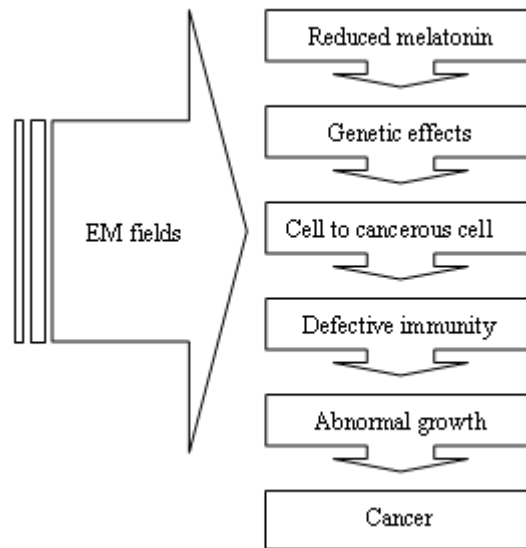 EM fields
Reduced melatonin
Genetic effects
Cell to cancerous cell
Defective immunity
Abnormal growth
Cancer